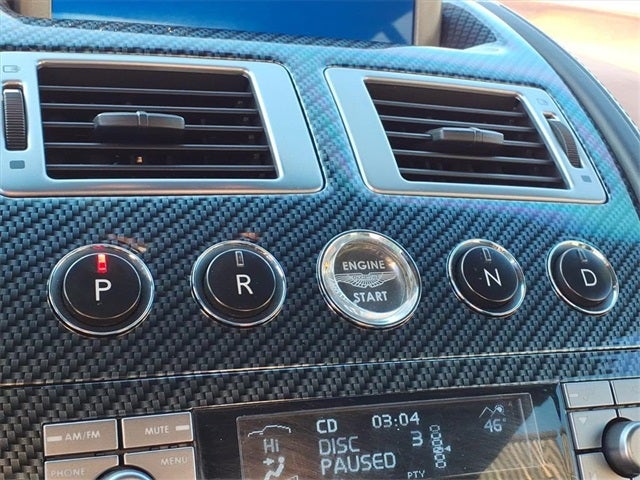 P R ENGINE START N D
AM/FM MUTE
PHONE MENU
CD 03:04 46°
HI DISC 3
PAUSED
PTY